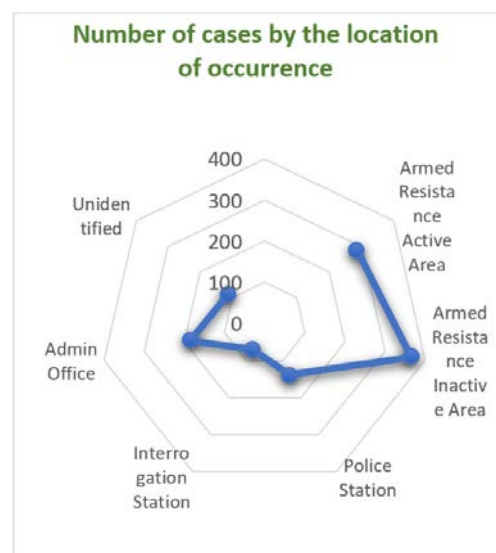 Number of cases by the location
of occurrence
400
300
200
100
0
Armed
Resista
nce
Active
Area
Armed
Resista
nce
Inactiv
e Area
Police
Station
Interro
gation
Station
Admin
Office
Uniden
tified